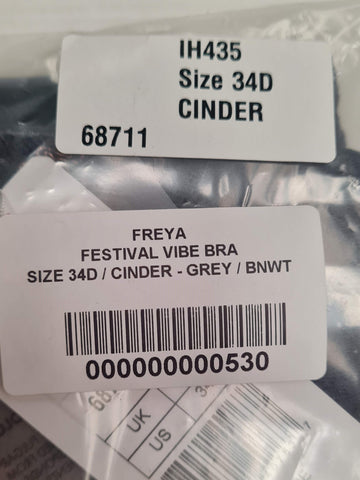 IH435
Size 34D
CINDER
68711
FREYA
FESTIVAL VIBE BRA
SIZE 34D / CINDER - GREY / BNWT
000000000530
UK
US